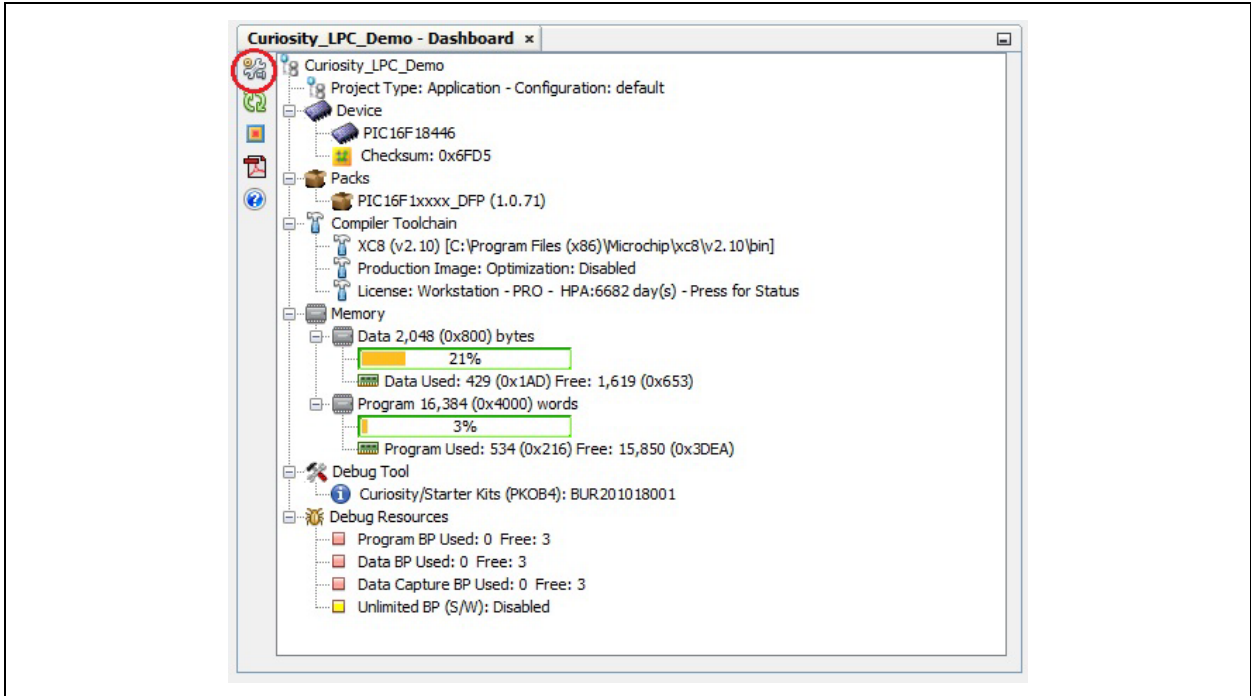 Curiosity_LPC_Demo - Dashboard ×
Curiosity_LPC_Demo
Project Type: Application - Configuration: default
Device
PIC16F18446
Checksum: 0x6FD5
Packs
PIC16F1xxxx_DFP (1.0.71)
Compiler Toolchain
XC8 (v2.10) [C:\Program Files (x86)\Microchip\xc8\v2.10\bin]
Production Image: Optimization: Disabled
License: Workstation - PRO - HPA:6682 day(s) - Press for Status
Memory
Data 2,048 (0x800) bytes
21%
Data Used: 429 (0x1AD) Free: 1,619 (0x653)
Program 16,384 (0x4000) words
3%
Program Used: 534 (0x216) Free: 15,850 (0x3DEA)
Debug Tool
Curiosity/Starter Kits (PKOB4): BUR201018001
Debug Resources
Program BP Used: 0 Free: 3
Data BP Used: 0 Free: 3
Data Capture BP Used: 0 Free: 3
Unlimited BP (S/W): Disabled